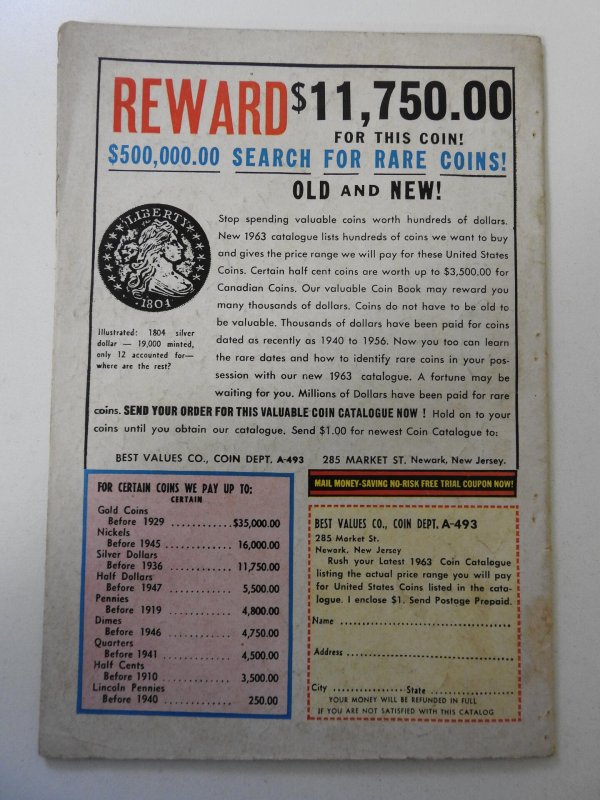 REWARD $11,750.00
FOR THIS COIN!
$500,000.00 SEARCH FOR RARE COINS!
OLD AND NEW!
LIBERTY
1804
Illustrated: 1804 silver
dollar — 19,000 minted,
only 12 accounted for—
where are the rest?
Stop spending valuable coins worth hundreds of dollars.
New 1963 catalogue lists hundreds of coins we want to buy
and gives the price range we will pay for these United States
Coins. Certain half cent coins are worth up to $3,500.00 for
Canadian Coins. Our valuable Coin Book may reward you
many thousands of dollars. Coins do not have to be old to
be valuable. Thousands of dollars have been paid for coins
dated as recently as 1940 to 1956. Now you too can learn
the rare dates and how to identify rare coins in your pos-
session with our new 1963 catalogue. A fortune may be
waiting for you. Millions of Dollars have been paid for rare
coins. SEND YOUR ORDER FOR THIS VALUABLE COIN CATALOGUE NOW ! Hold on to your
coins until you obtain our catalogue. Send $1.00 for newest Coin Catalogue to:
BEST VALUES CO., COIN DEPT. A-493 285 MARKET ST. Newark, New Jersey.
FOR CERTAIN COINS WE PAY UP TO:
CERTAIN
Gold Coins
Before 1929 ............$35,000.00
Nickels
Before 1945 ............ 16,000.00
Silver Dollars
Before 1936 ............ 11,750.00
Half Dollars
Before 1947 ............ 5,500.00
Pennies
Before 1919 ............ 4,800.00
Dimes
Before 1946 ............ 4,750.00
Quarters
Before 1941 ............ 4,500.00
Half Cents
Before 1910 ............ 3,500.00
Lincoln Pennies
Before 1940 ............ 250.00
MAIL MONEY-SAVING NO-RISK FREE TRIAL COUPON NOW!
BEST VALUES CO., COIN DEPT. A-493
285 Market St.
Newark, New Jersey
Rush your Latest 1963 Coin Catalogue
listing the actual price range you will pay
for United States Coins listed in the cata-
logue. I enclose $1. Send Postage Prepaid.
Name ....................................
Address ....................................
City .................State ....................
YOUR MONEY WILL BE REFUNDED IN FULL
IF YOU ARE NOT SATISFIED WITH THIS CATALOG